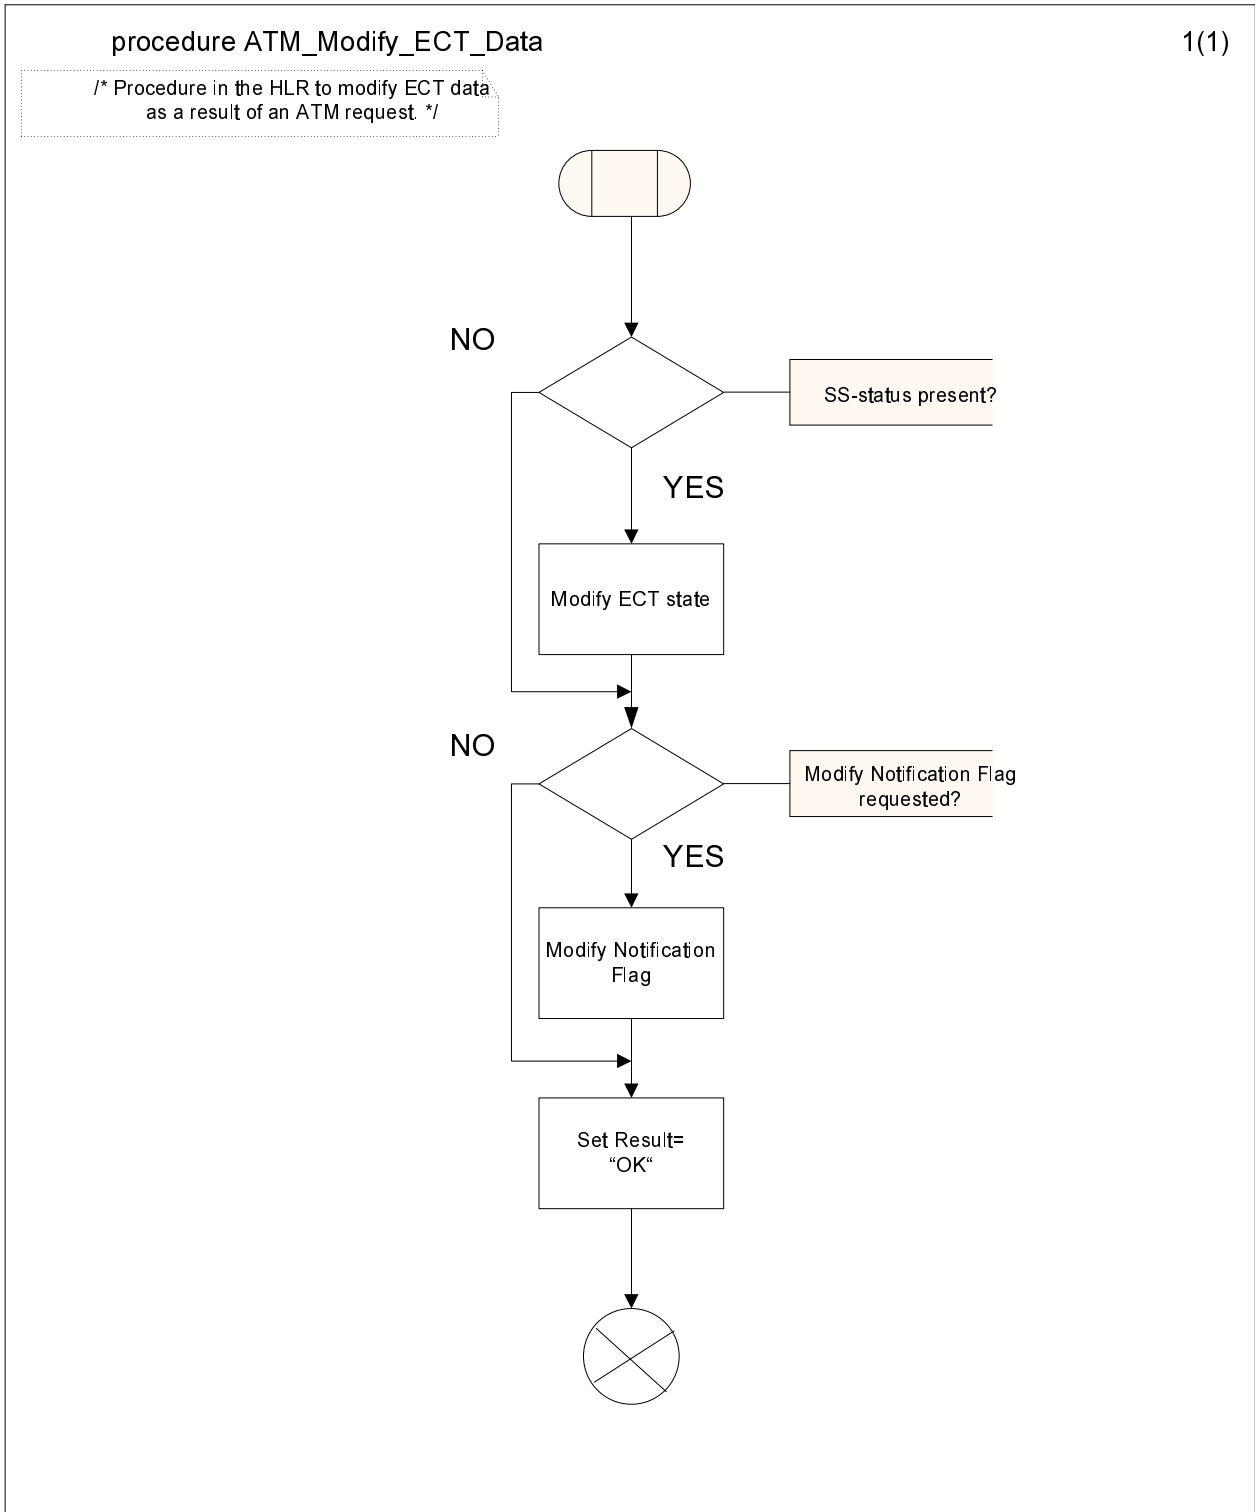 procedure ATM_Modify_ECT_Data
1(1)
/* Procedure in the HLR to modify ECT data
as a result of an ATM request. */
NO
SS-status present?
YES
Modify ECT state
NO
Modify Notification Flag
requested?
YES
Modify Notification
Flag
Set Result=
“OK“